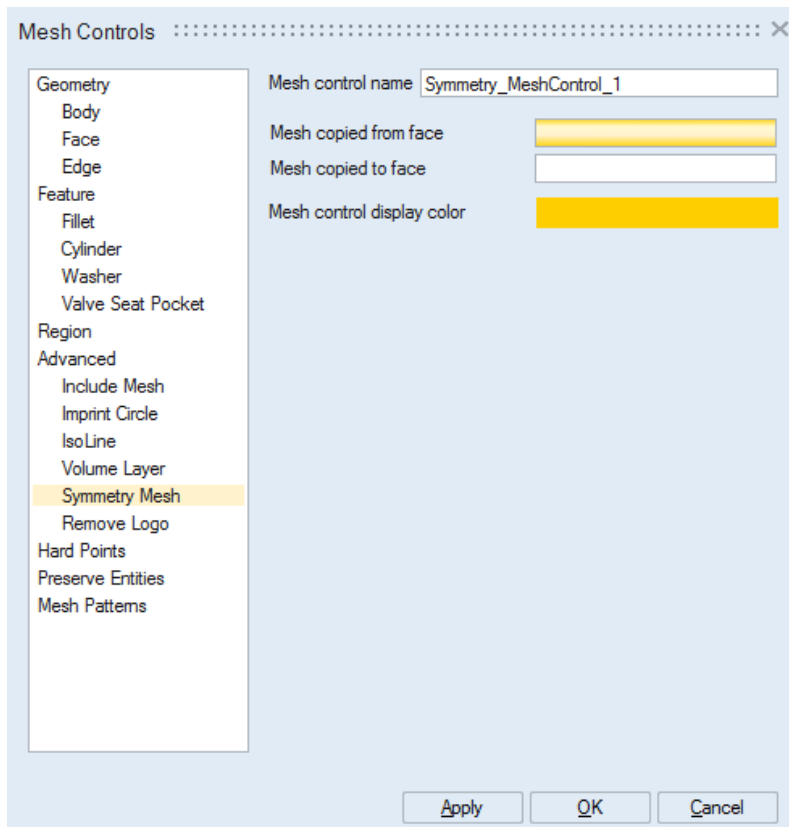 Mesh Controls
Geometry
Body
Face
Edge
Feature
Fillet
Cylinder
Washer
Valve Seat Pocket
Region
Advanced
Include Mesh
Imprint Circle
IsoLine
Volume Layer
Symmetry Mesh
Remove Logo
Hard Points
Preserve Entities
Mesh Patterns
Mesh control name Symmetry_MeshControl_1
Mesh copied from face
Mesh copied to face
Mesh control display color
Apply OK Cancel